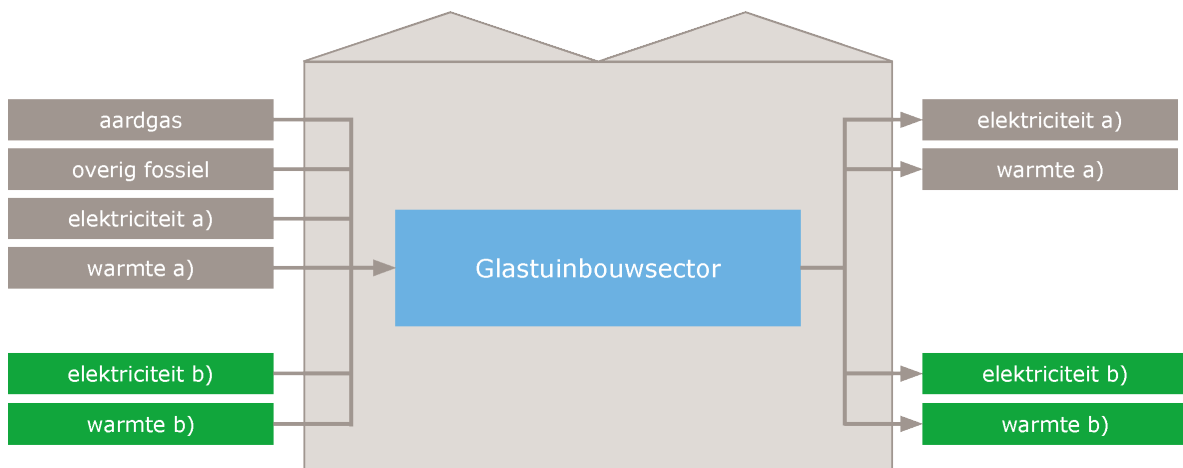 aardgas
overig fossiel
elektriciteit a)
warmte a)
elektriciteit b)
warmte b)
Glastuinbouwsector
elektriciteit a)
warmte a)
elektriciteit b)
warmte b)